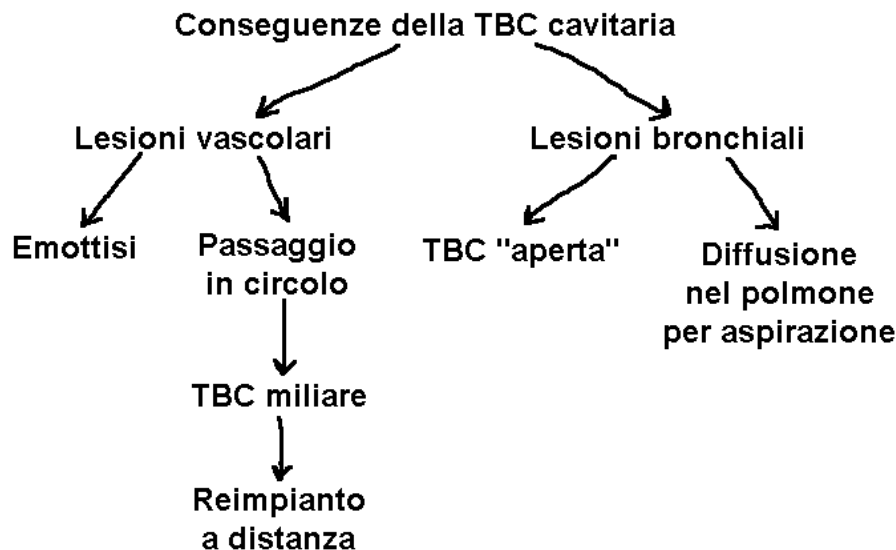 Conseguenze della TBC cavitaria
Lesioni vascolari
Lesioni bronchiali
Emottisi
Passaggio
in circolo
TBC "aperta"
Diffusione
nel polmone
per aspirazione
TBC miliare
Reimpianto
a distanza